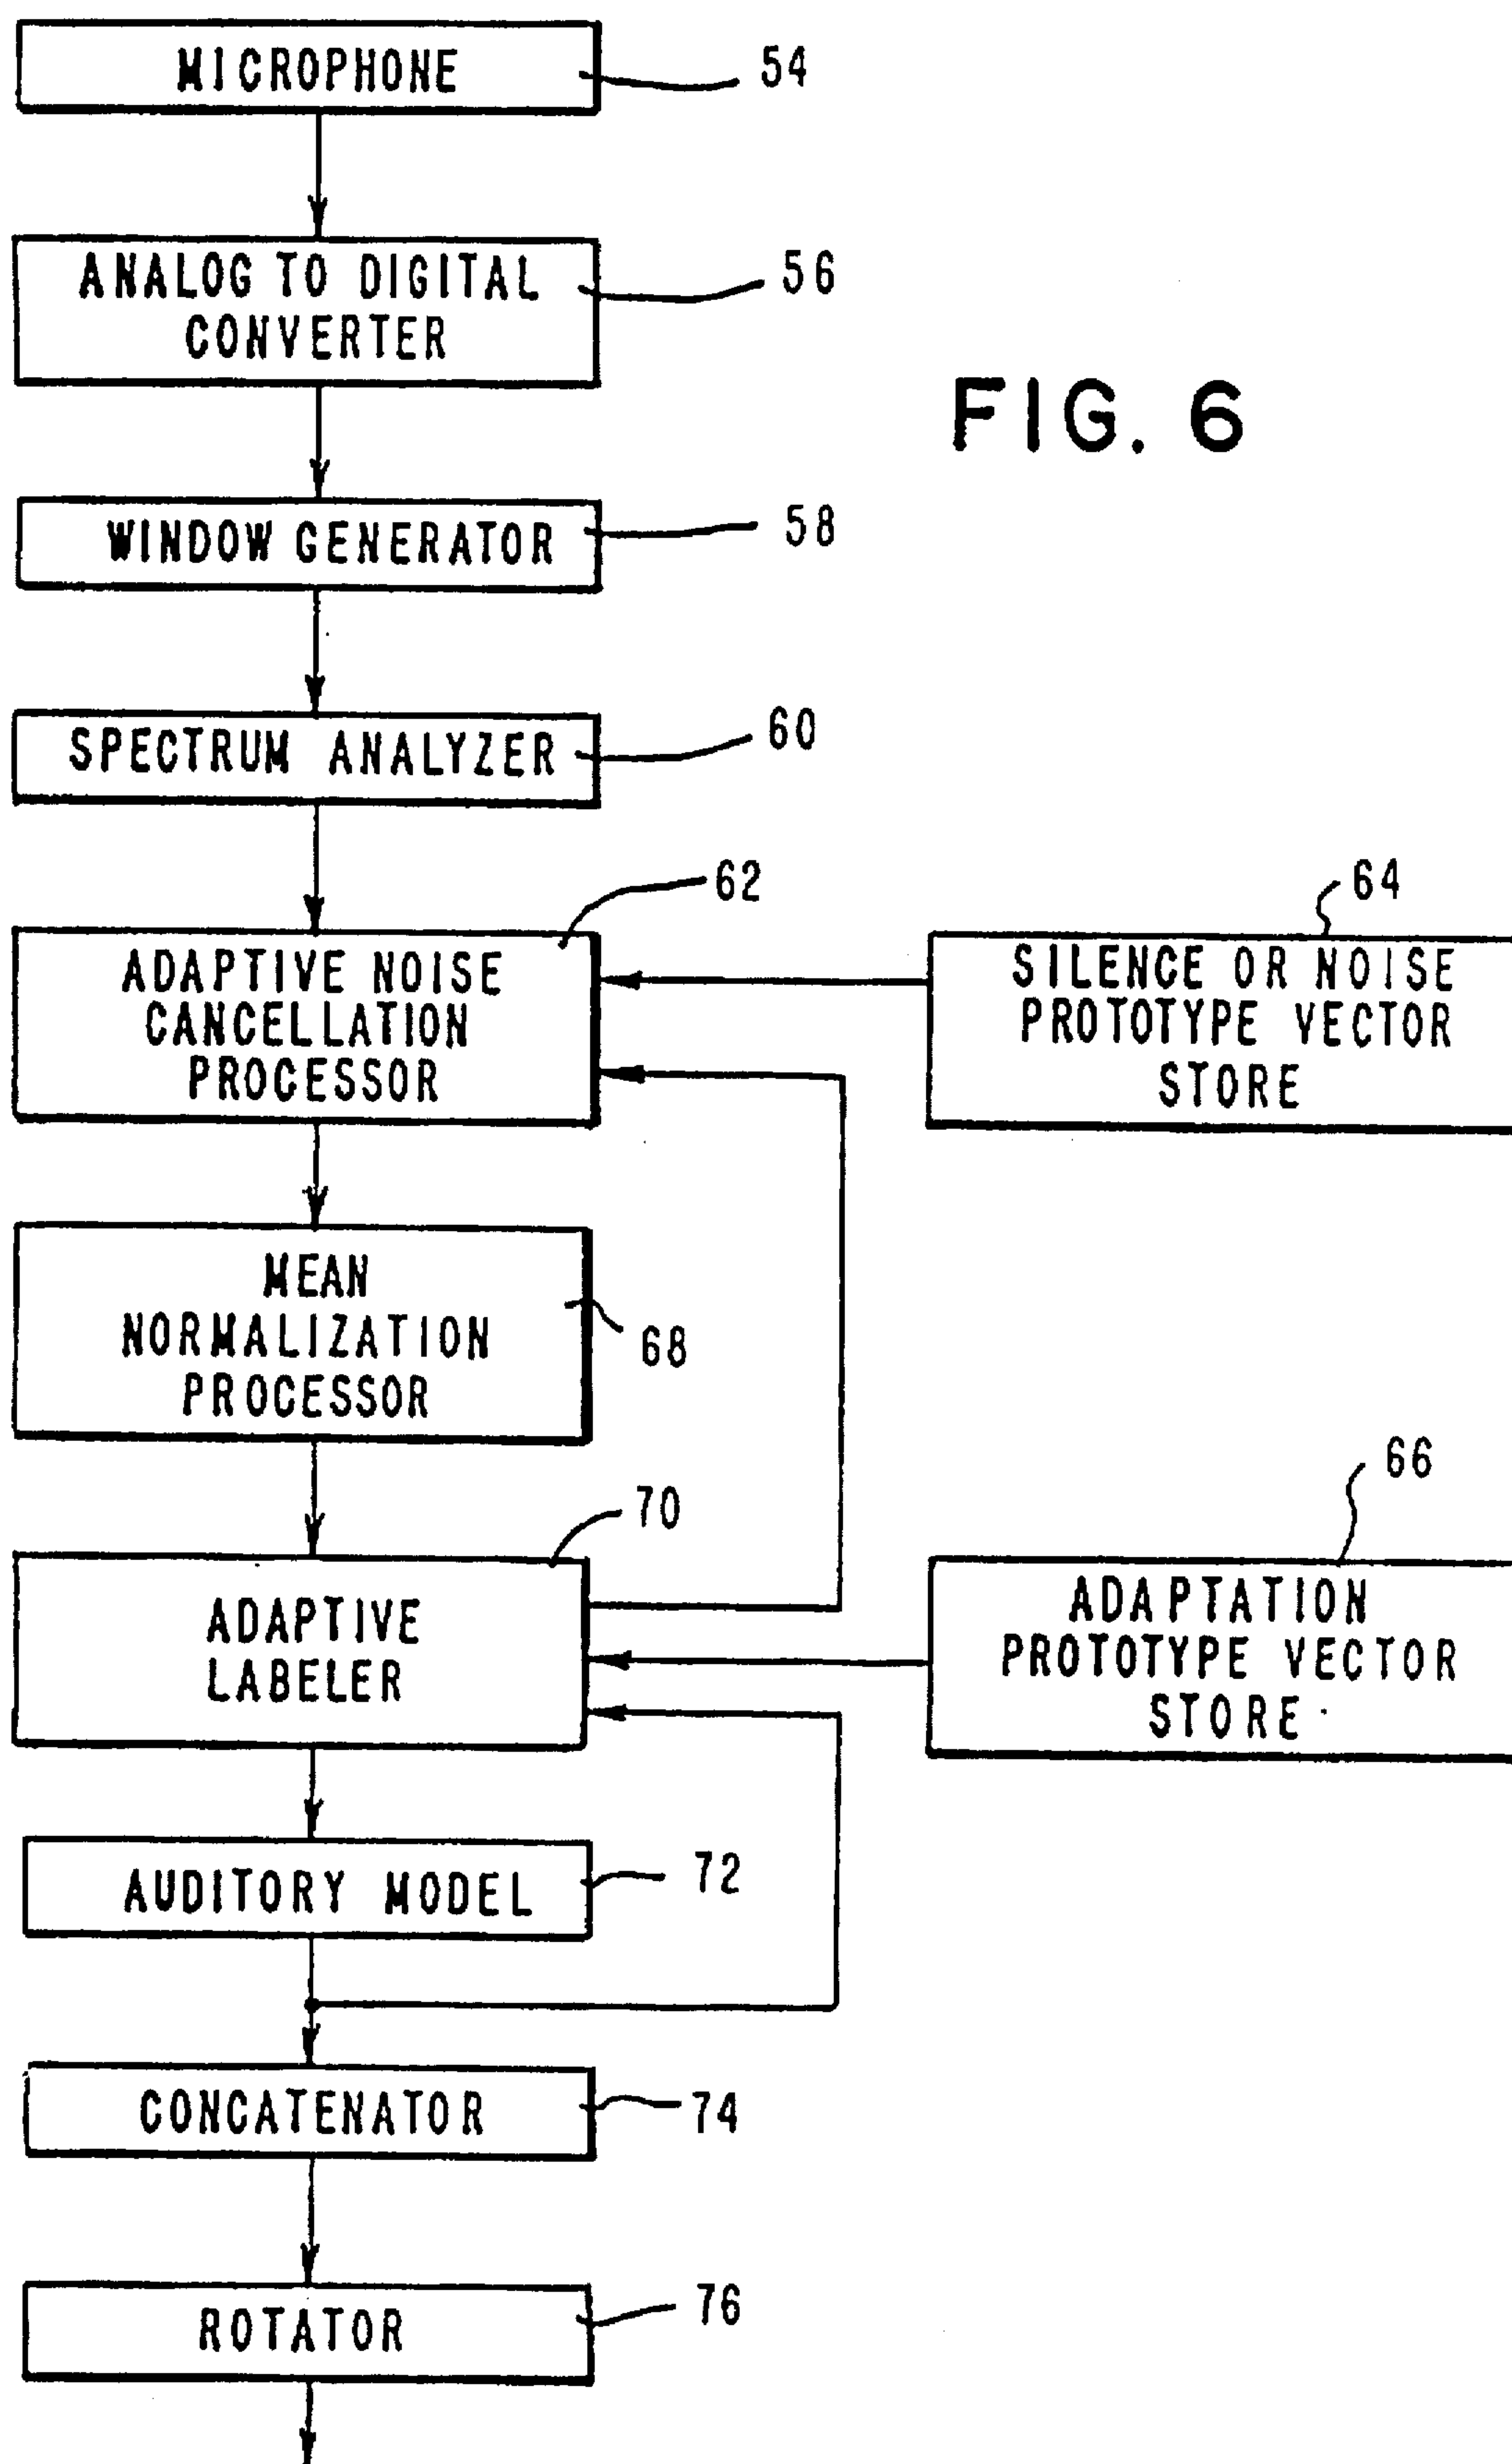 MICROPHONE
54
ANALOG TO DIGITAL
CONVERTER
56
FIG. 6
WINDOW GENERATOR
58
SPECTRUM ANALYZER
60
62
ADAPTIVE NOISE
CANCELLATION
PROCESSOR
64
SILENCE OR NOISE
PROTOTYPE VECTOR
STORE
MEAN
NORMALIZATION
PROCESSOR
68
70
ADAPTIVE
LABELER
66
ADAPTATION
PROTOTYPE VECTOR
STORE
AUDITORY MODEL
72
CONCATENATOR
74
ROTATOR
76